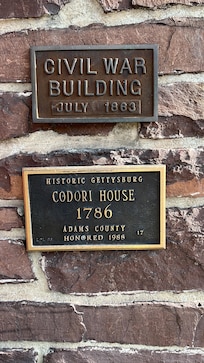 CIVIL WAR
BUILDING
JULY 1863
HISTORIC GETTYSBURG
CODORI HOUSE
1786
ADAMS COUNTY
17
HONORED 1988